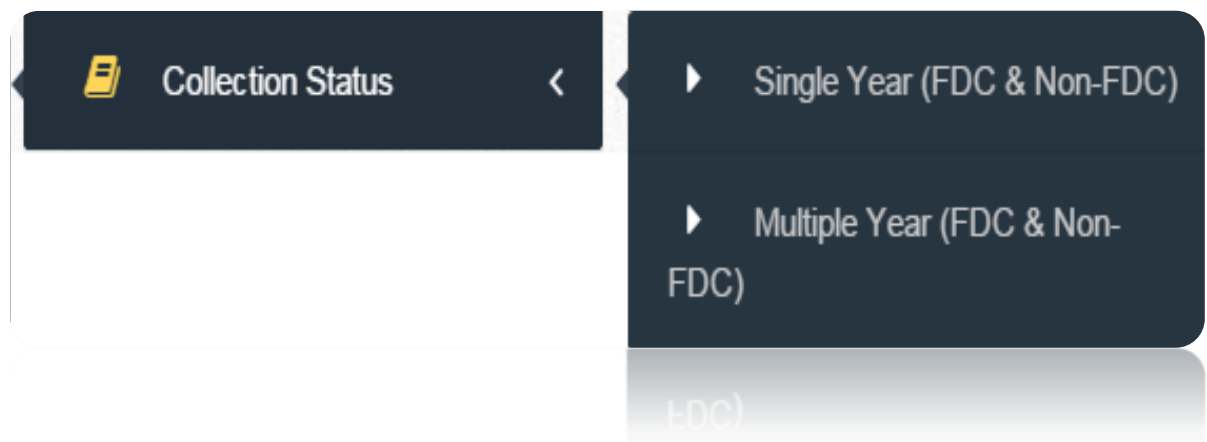 Collection Status
Single Year (FDC & Non-FDC)
Multiple Year (FDC & Non-
FDC)